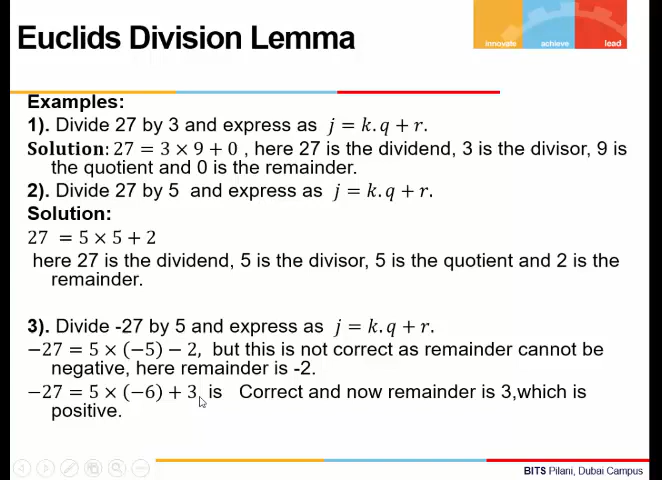 Euclids Division Lemma
innovate achieve lead
Examples:
1). Divide 27 by 3 and express as j = k.q + r.
Solution: 27 = 3 × 9 + 0 , here 27 is the dividend, 3 is the divisor, 9 is
the quotient and 0 is the remainder.
2). Divide 27 by 5 and express as j = k.q + r.
Solution:
27 = 5 × 5 + 2
here 27 is the dividend, 5 is the divisor, 5 is the quotient and 2 is the
remainder.
3). Divide -27 by 5 and express as j = k.q + r.
−27 = 5 × (−5) − 2, but this is not correct as remainder cannot be
negative, here remainder is -2.
−27 = 5 × (−6) + 3 is Correct and now remainder is 3,which is
positive.
BITS Pilani, Dubai Campus